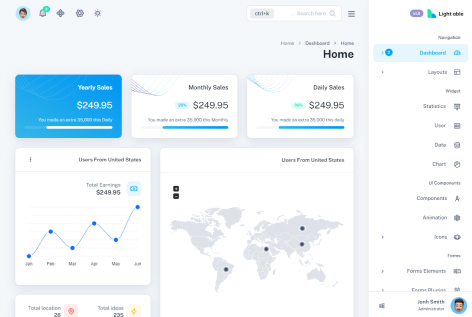 ctrl+k
Search here ...
v1.0
Light able
Home > Dashboard > Home
Home
Navigation
Dashboard
2
Layouts
Widget
Statistics
User
Data
Chart
UI Components
Components
Animation
Icons
Forms
Forms Elements
Forms Plugins
Jonh Smith
Administrator
Yearly Sales
$249.95
You made an extra 35,000 this Daily
Monthly Sales
$249.95
You made an extra 35,000 this Monthly
Daily Sales
$249.95
You made an extra 35,000 this Daily
Users From United States
Total Earnings
$249.95
Jan Feb Mar Apr May Jun
Users From United States
+
−
Total location
26
Total ideas
235